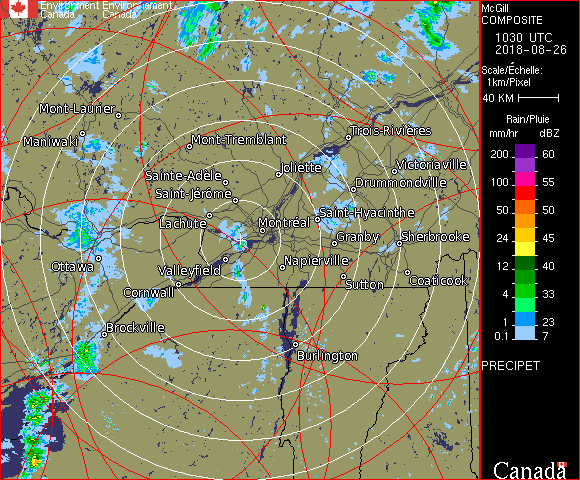 Environment Environnement
Canada Canada
Mont-Laurier
Maniwaki
Mont-Tremblant
Trois-Rivières
Sainte-Adèle
Joliette
Victoriaville
Saint-Jérôme
Drummondville
Lachute
Saint-Hyacinthe
Montréal
Granby
Sherbrooke
Ottawa
Valleyfield
Napierville
Cornwall
Sutton
Coaticook
Brockville
Burlington
McGill
COMPOSITE
1030 UTC
2018-08-26
Scale/Échelle:
1km/Pixel
40 KM
Rain/Pluie
mm/hr dBZ
200 60
100 55
50 50
24 45
12 40
4 33
1 23
0.1 7
PRECIPET
Canada